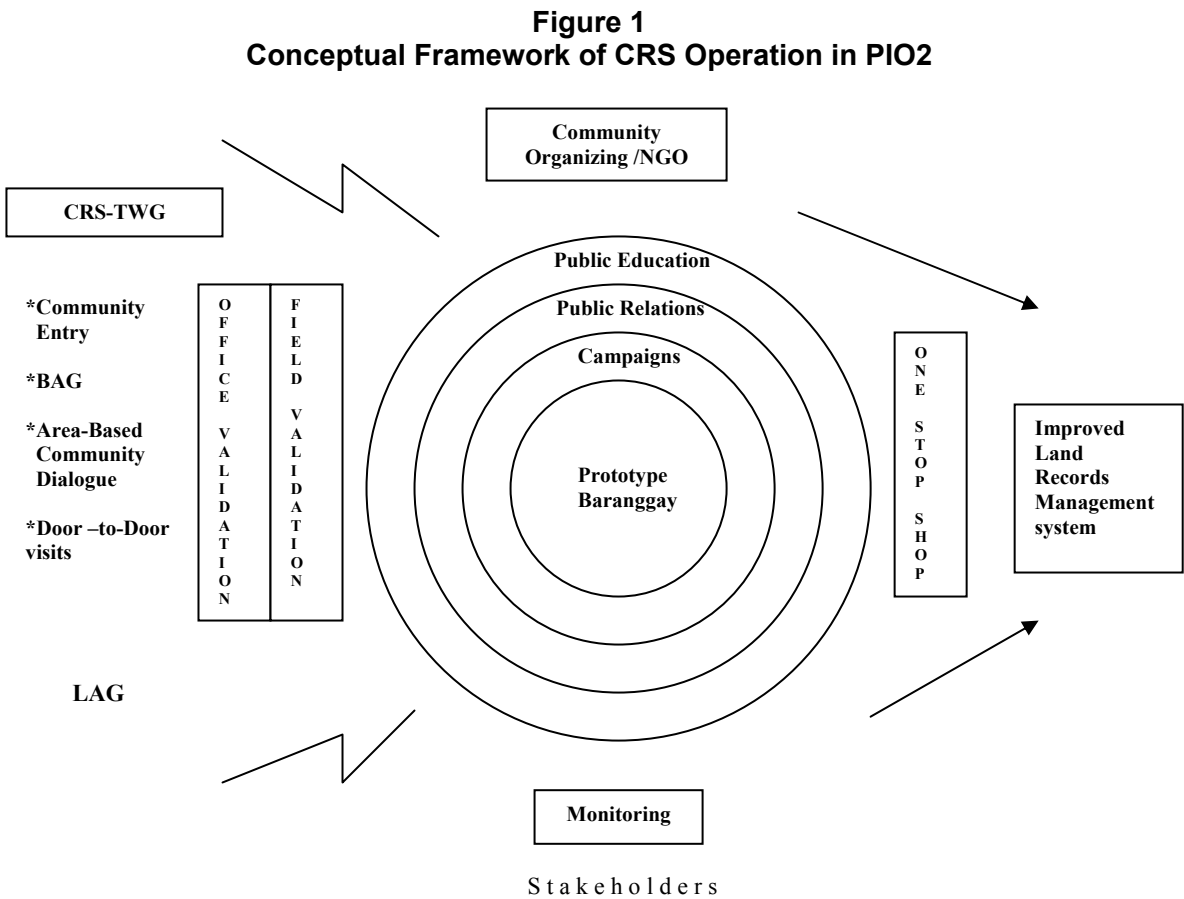 Figure 1
Conceptual Framework of CRS Operation in PIO2
Community
Organizing /NGO
CRS-TWG
*Community
Entry
*BAG
*Area-Based
Community
Dialogue
*Door –to-Door
visits
OFFICE VALIDATION
FIELD VALIDATION
Public Education
Public Relations
Campaigns
Prototype
Baranggay
ONE STOP SHOP
Improved
Land
Records
Management
system
LAG
Monitoring
Stakeholders